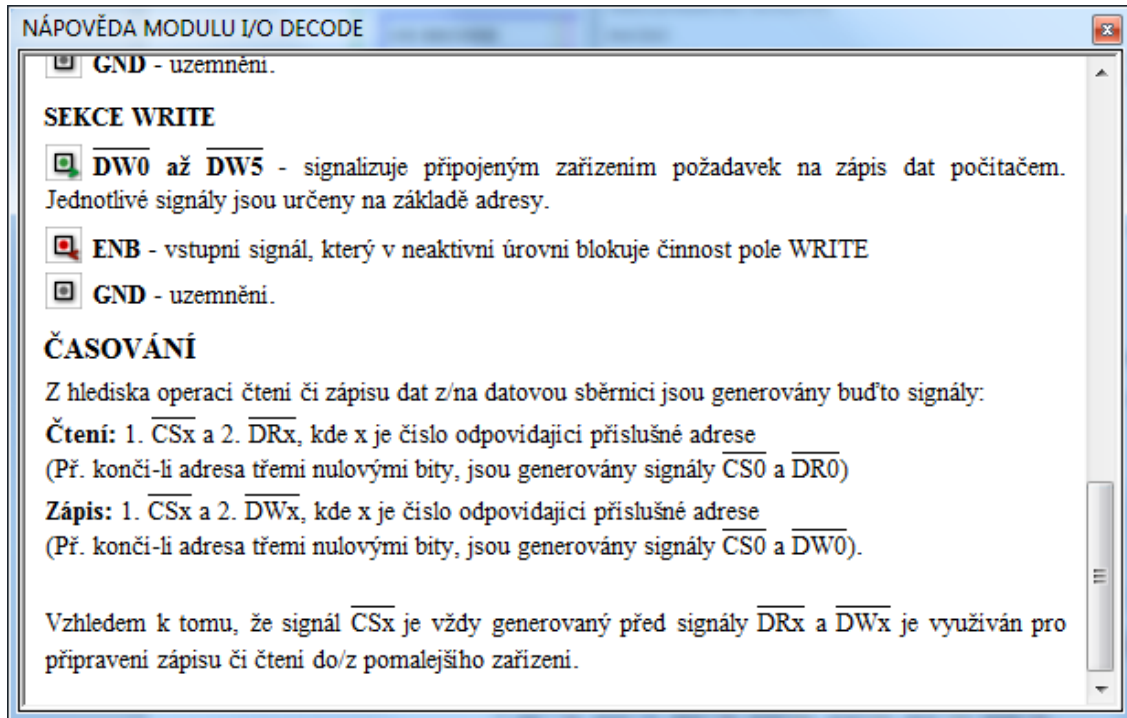 NÁPOVĚDA MODULU I/O DECODE
GND - uzemnění.
SEKCE WRITE
DW0 až DW5 - signalizuje připojeným zařízením požadavek na zápis dat počítačem.
Jednotlivé signály jsou určeny na základě adresy.
ENB - vstupní signál, který v neaktivní úrovni blokuje činnost pole WRITE
GND - uzemnění.
ČASOVÁNÍ
Z hlediska operací čtení či zápisu dat z/na datovou sběrnici jsou generovány buďto signály:
Čtení: 1. CSx a 2. DRx, kde x je číslo odpovídající příslušné adrese
(Př. končí-li adresa třemi nulovými bity, jsou generovány signály CS0 a DR0)
Zápis: 1. CSx a 2. DWx, kde x je číslo odpovídající příslušné adrese
(Př. končí-li adresa třemi nulovými bity, jsou generovány signály CS0 a DW0).
Vzhledem k tomu, že signál CSx je vždy generovaný před signály DRx a DWx je využíván pro
připravení zápisu či čtení do/z pomalejšího zařízení.